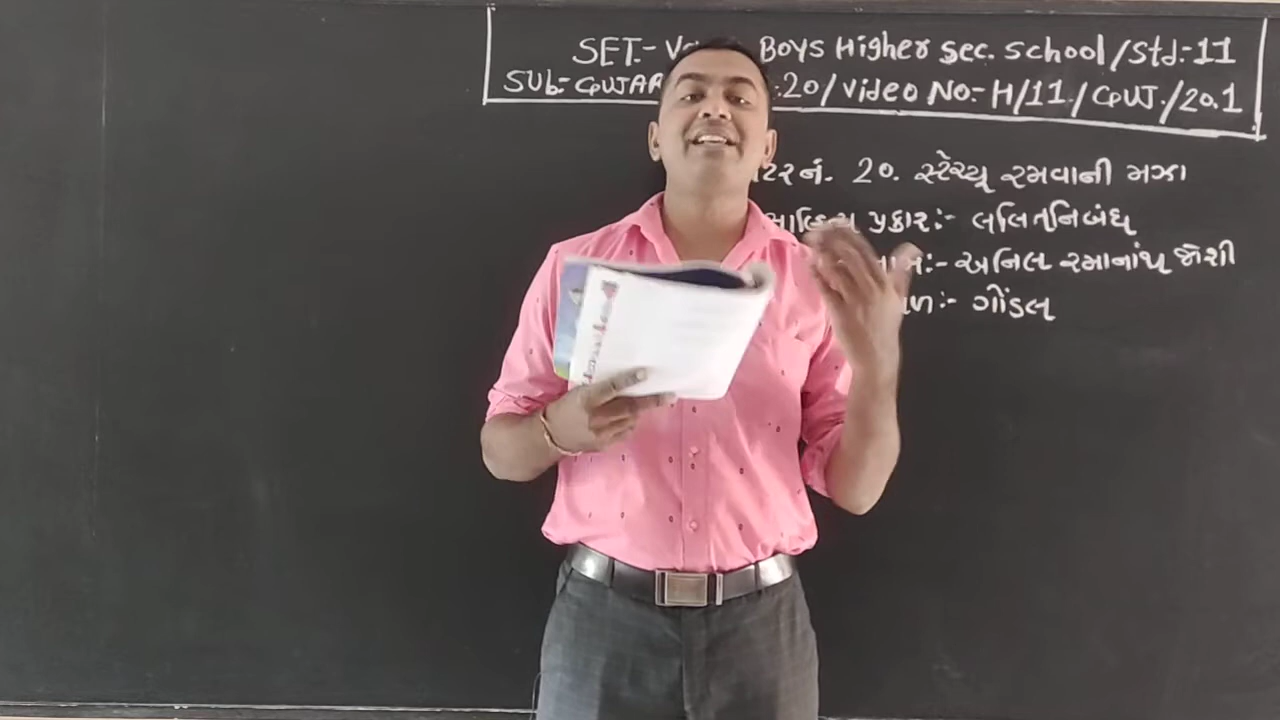 SET:- Boys Higher sec. school/Std:-11
SUb:- GUJAR :20/Video No:- H/11/GUJ./20.1
નં. 20. સ્ટેચ્યૂ રમવાની મઝા
પ્રકાર:- લલિતનિબંધ
અનિલ રમાનાથ જોશી
ગોંડલ